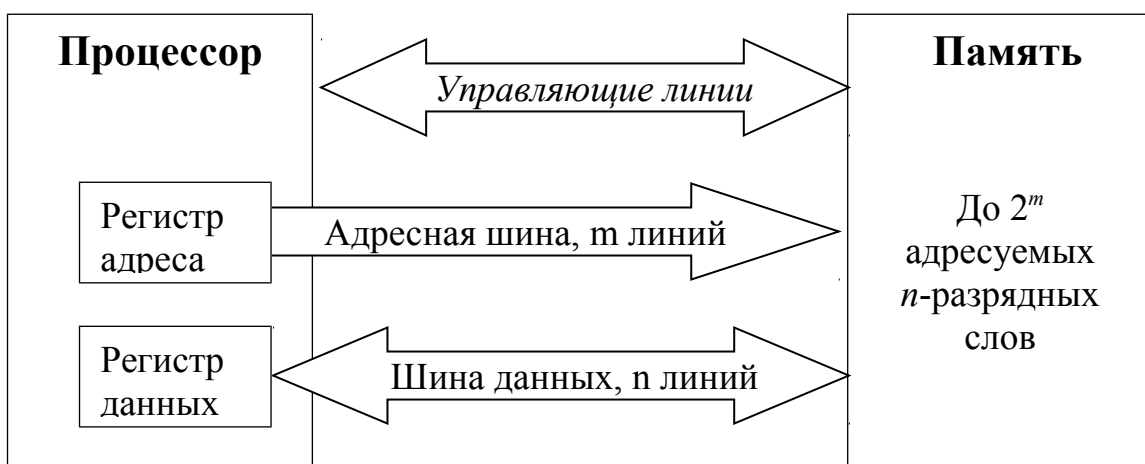 Процессор
Память
Управляющие линии
Регистр
адреса
Адресная шина, m линий
До 2^m
адресуемых
n-разрядных
слов
Регистр
данных
Шина данных, n линий